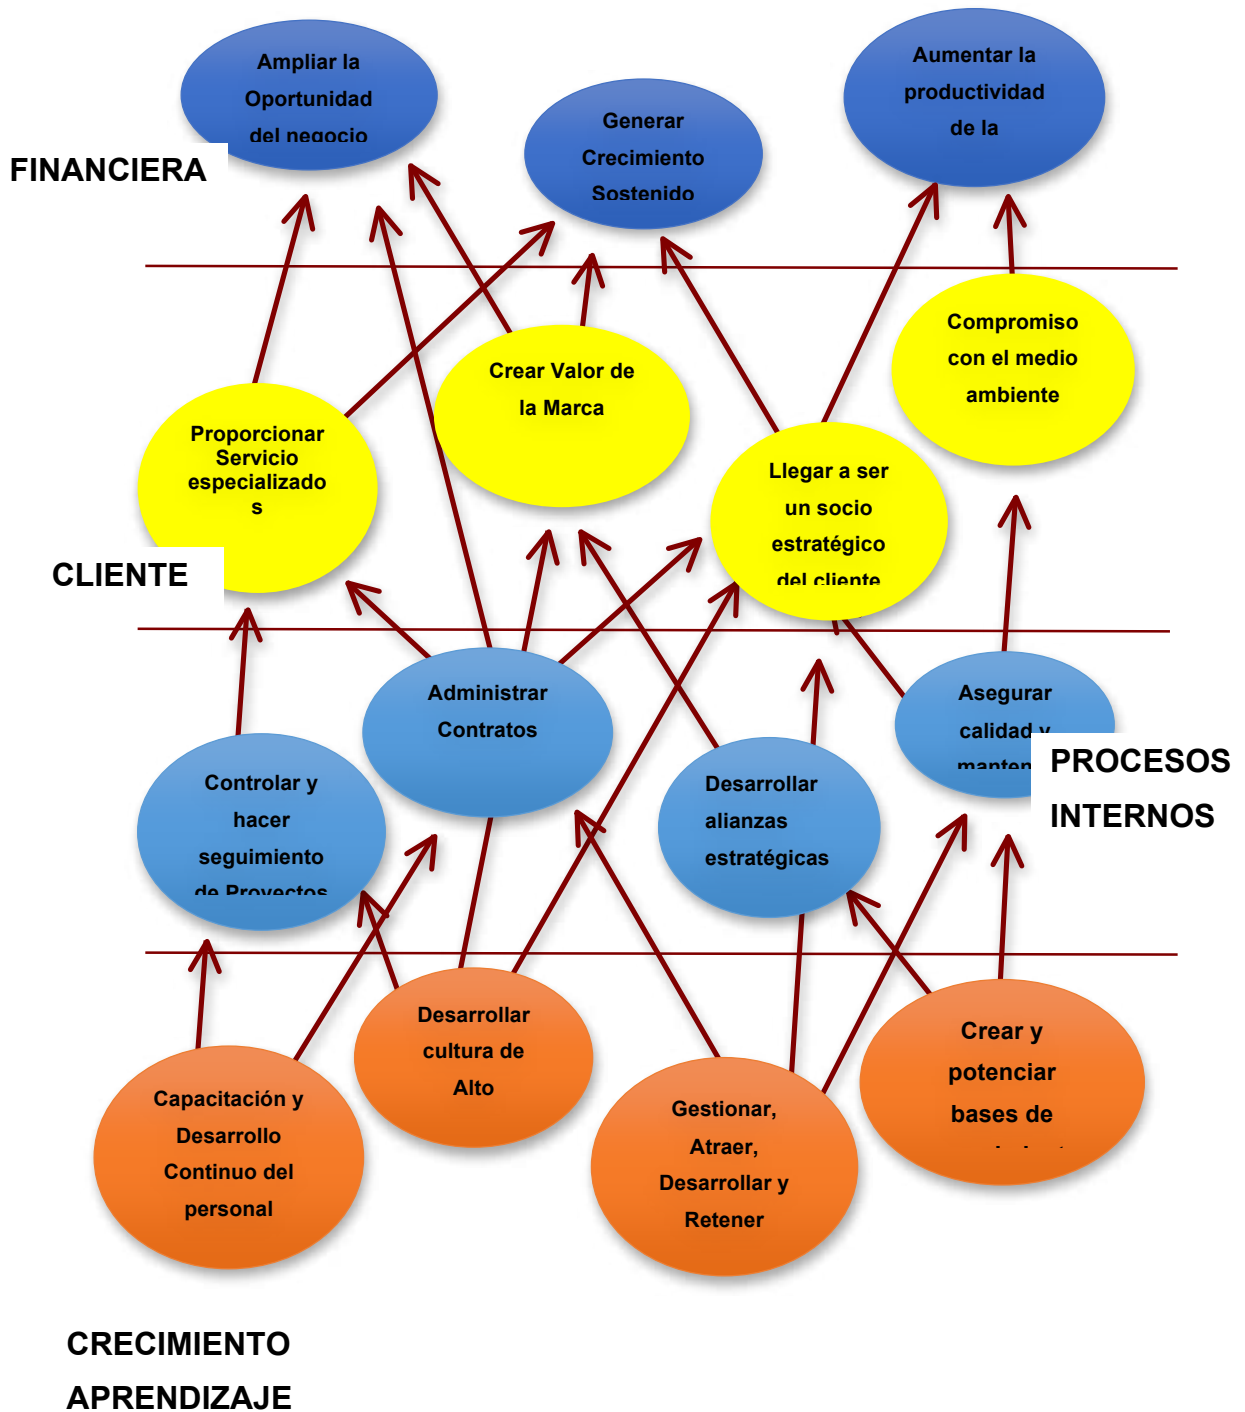 Ampliar la
Oportunidad
del negocio
Generar
Crecimiento
Sostenido
Aumentar la
productividad
de la
FINANCIERA
Proporcionar
Servicio
especializado
s
Crear Valor de
la Marca
Llegar a ser
un socio
estratégico
del cliente
Compromiso
con el medio
ambiente
CLIENTE
Controlar y
hacer
seguimiento
de Proyectos
Administrar
Contratos
Desarrollar
alianzas
estratégicas
Asegurar
calidad y
PROCESOS
INTERNOS
Capacitación y
Desarrollo
Continuo del
personal
Desarrollar
cultura de
Alto
Gestionar,
Atraer,
Desarrollar y
Retener
Crear y
potenciar
bases de
CRECIMIENTO
APRENDIZAJE